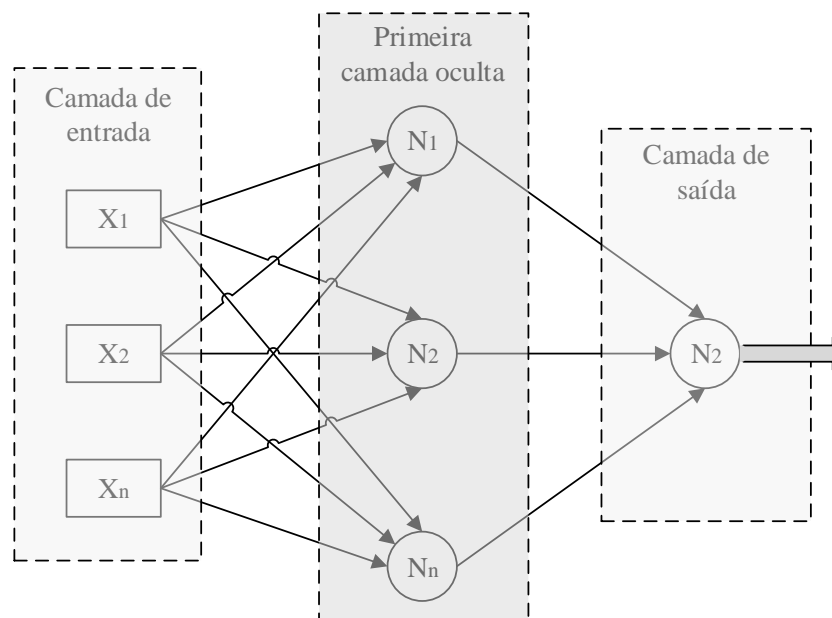 Camada de
entrada
X1
X2
Xn
Primeira
camada oculta
N1
N2
Nn
Camada de
saída
N2